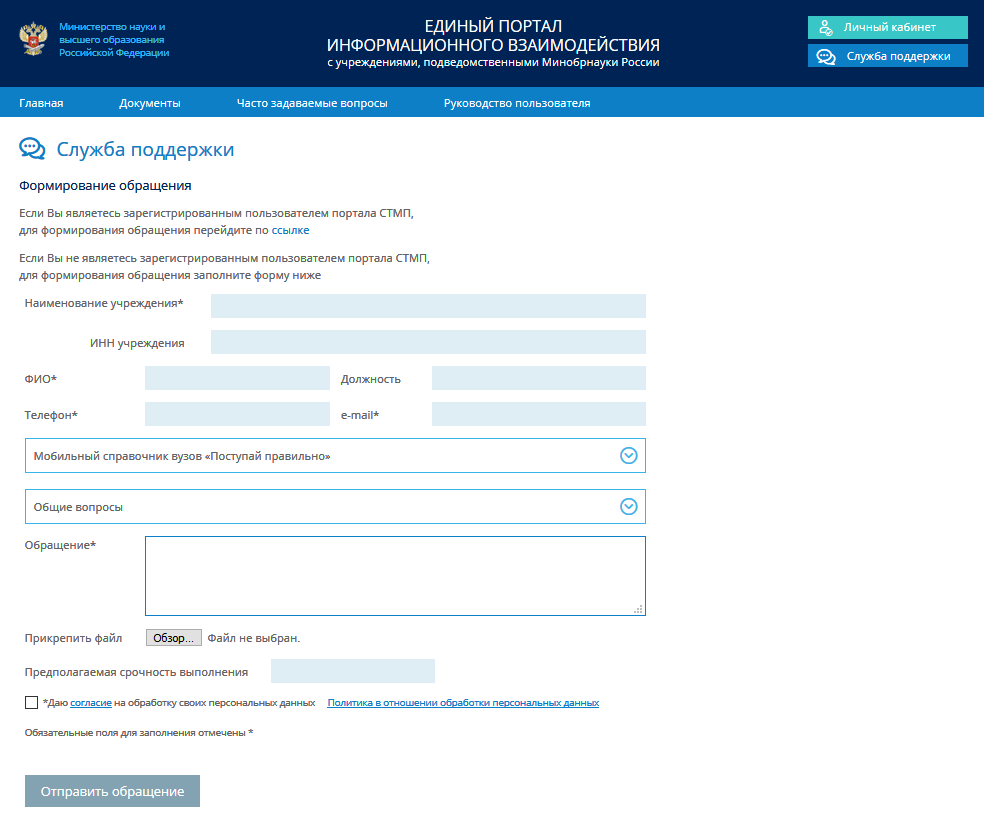 Министерство науки и
высшего образования
Российской Федерации
ЕДИНЫЙ ПОРТАЛ
ИНФОРМАЦИОННОГО ВЗАИМОДЕЙСТВИЯ
с учреждениями, подведомственными Минобрнауки России
Личный кабинет
Служба поддержки
Главная Документы Часто задаваемые вопросы Руководство пользователя
Служба поддержки
Формирование обращения
Если Вы являетесь зарегистрированным пользователем портала СТМП,
для формирования обращения перейдите по ссылке
Если Вы не являетесь зарегистрированным пользователем портала СТМП,
для формирования обращения заполните форму ниже
Наименование учреждения*
ИНН учреждения
ФИО* Должность
Телефон* e-mail*
Мобильный справочник вузов «Поступай правильно»
Общие вопросы
Обращение*
Прикрепить файл Обзор... Файл не выбран.
Предполагаемая срочность выполнения
*Даю согласие на обработку своих персональных данных Политика в отношении обработки персональных данных
Обязательные поля для заполнения отмечены *
Отправить обращение